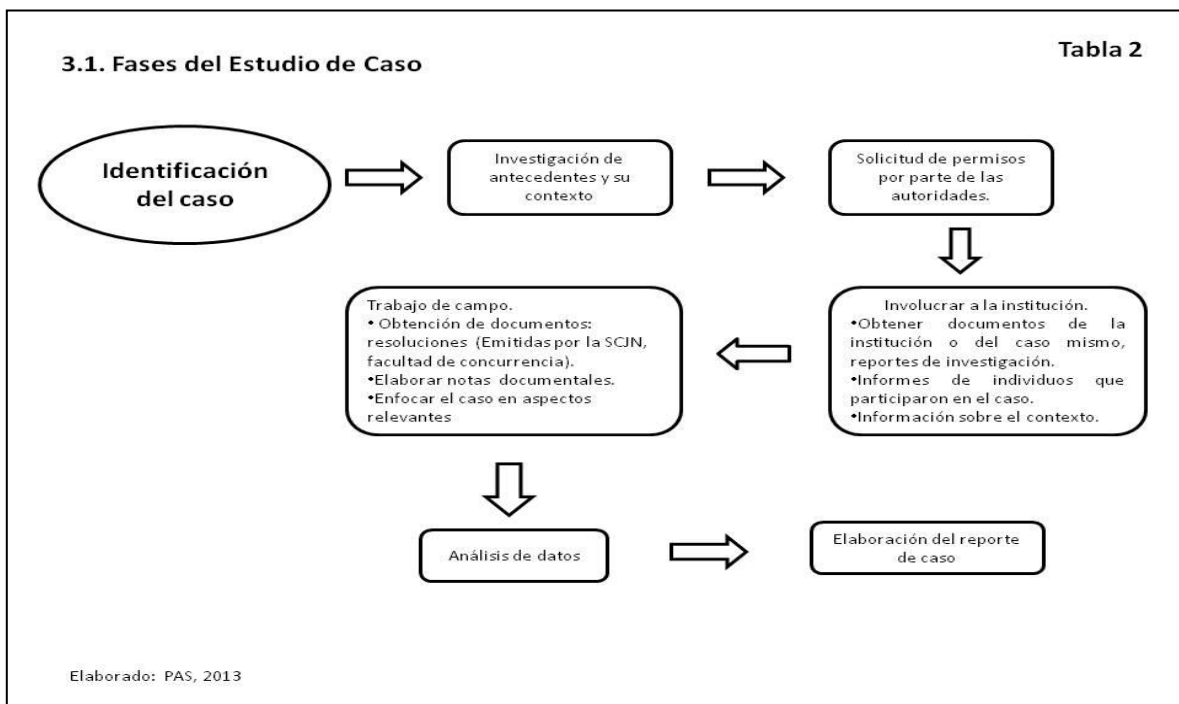 3.1. Fases del Estudio de Caso
Tabla 2
Identificación
del caso
Investigación de
antecedentes y su
contexto
Solicitud de permisos
por parte de las
autoridades.
Involucrar a la institución.
•Obtener documentos de la
institución o del caso mismo,
reportes de investigación.
•Informes de individuos que
participaron en el caso.
•Información sobre el contexto.
Trabajo de campo.
• Obtención de documentos:
resoluciones (Emitidas por la SCJN,
facultad de concurrencia).
•Elaborar notas documentales.
•Enfocar el caso en aspectos
relevantes
Análisis de datos
Elaboración del reporte
de caso
Elaborado: PAS, 2013